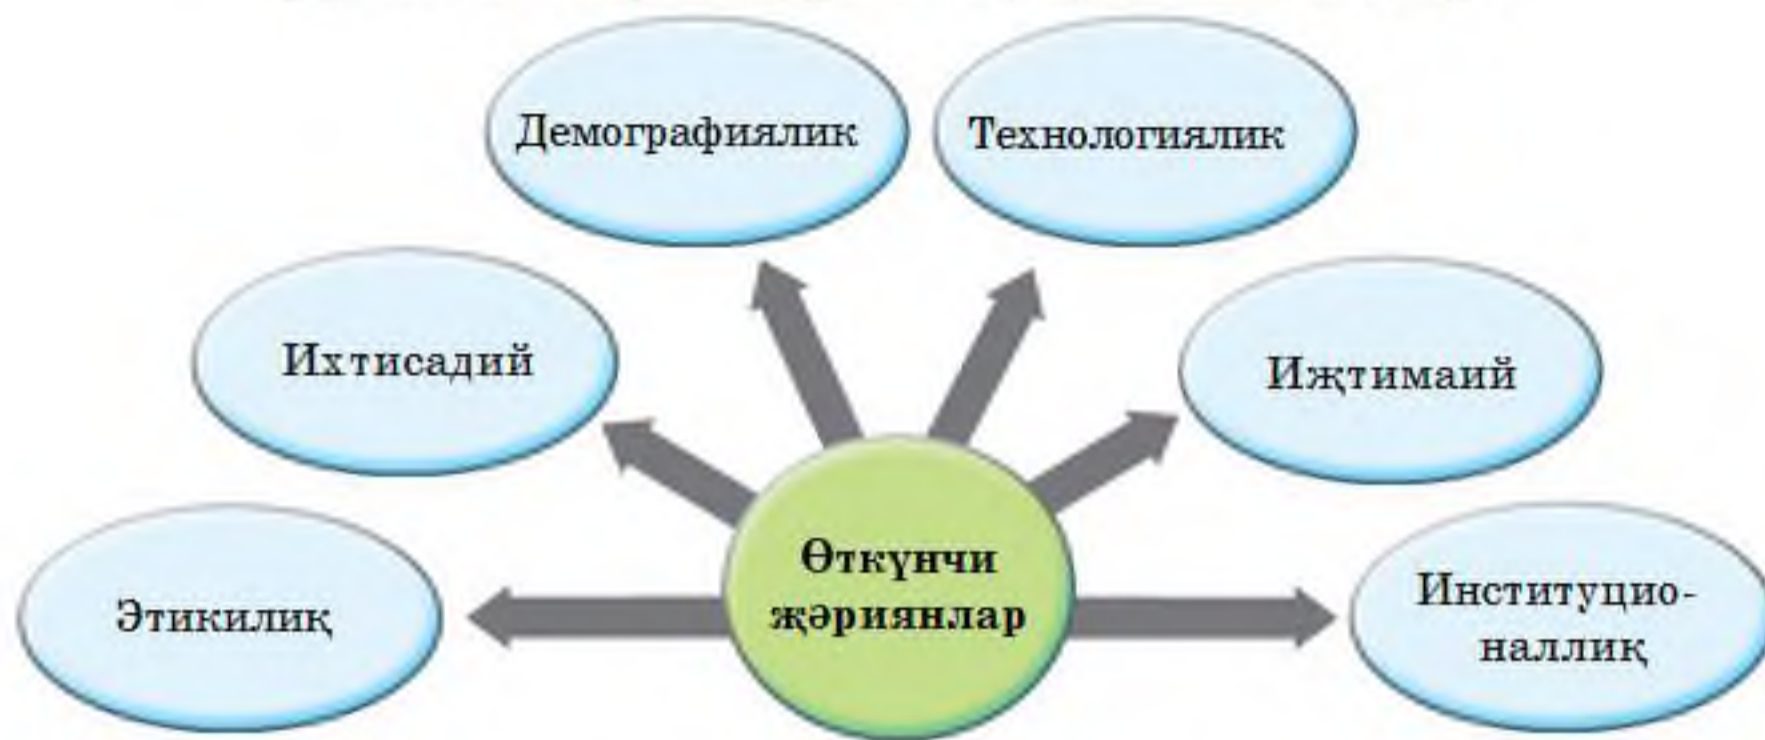 Демографиялик
Технологиялик
Ихтисадий
Иҗтимаий
Этикилиқ
Өткүнчи
җәриянлар
Институцио-
наллиқ